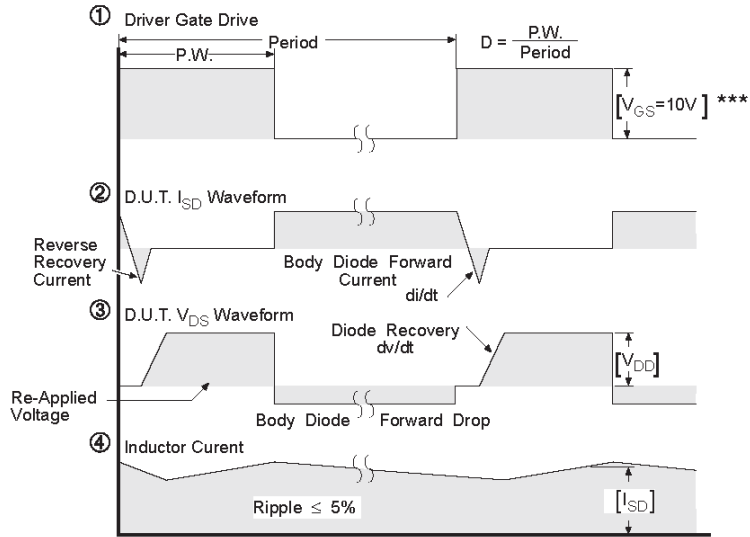 ① Driver Gate Drive
Period
P.W.
D = P.W. / Period
[VGS=10V] ***
② D.U.T. ISD Waveform
Reverse
Recovery
Current
Body Diode Forward
Current
di/dt
③ D.U.T. VDS Waveform
Diode Recovery
dv/dt
[VDD]
Re-Applied
Voltage
Body Diode
Forward Drop
④ Inductor Curent
Ripple ≤ 5%
[ISD]